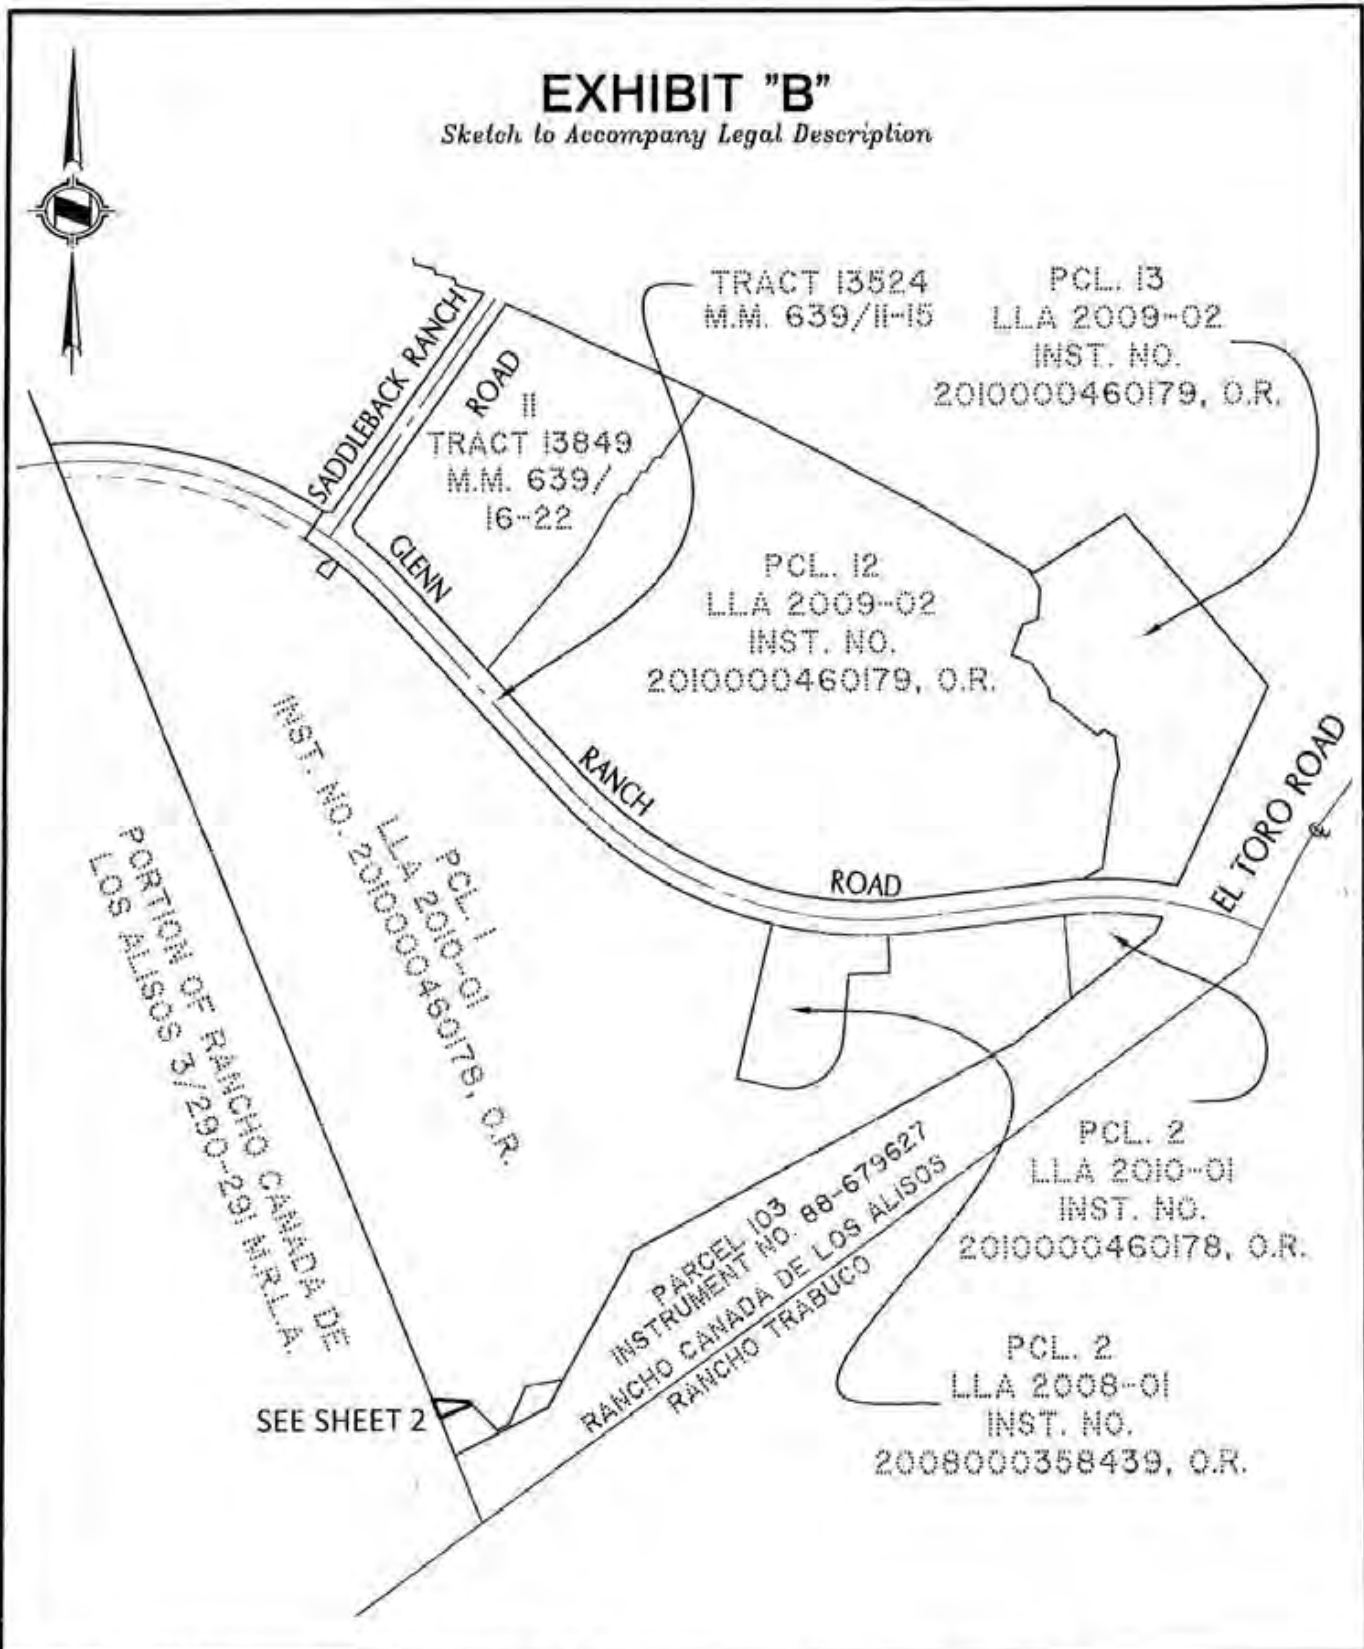 EXHIBIT "B"
Sketch to Accompany Legal Description
N
TRACT 13524
M.M. 639/11-15
PCL. 13
LLA 2009-02
INST. NO.
2010000460179, O.R.
SADDLEBACK RANCH
ROAD
11
TRACT 13849
M.M. 639/
16-22
GLENN
PCL. 12
LLA 2009-02
INST. NO.
2010000460179, O.R.
RANCH
ROAD
EL TORO ROAD
℄
PCL. 1
LLA 2010-01
INST. NO. 2010000460178, O.R.
PORTION OF RANCHO CANADA DE
LOS ALISOS 3/290-291 M.R.L.A.
PARCEL 103
INSTRUMENT NO. 88-679627
RANCHO CANADA DE LOS ALISOS
RANCHO TRABUCO
PCL. 2
LLA 2010-01
INST. NO.
2010000460178, O.R.
PCL. 2
LLA 2008-01
INST. NO.
2008000358439, O.R.
SEE SHEET 2